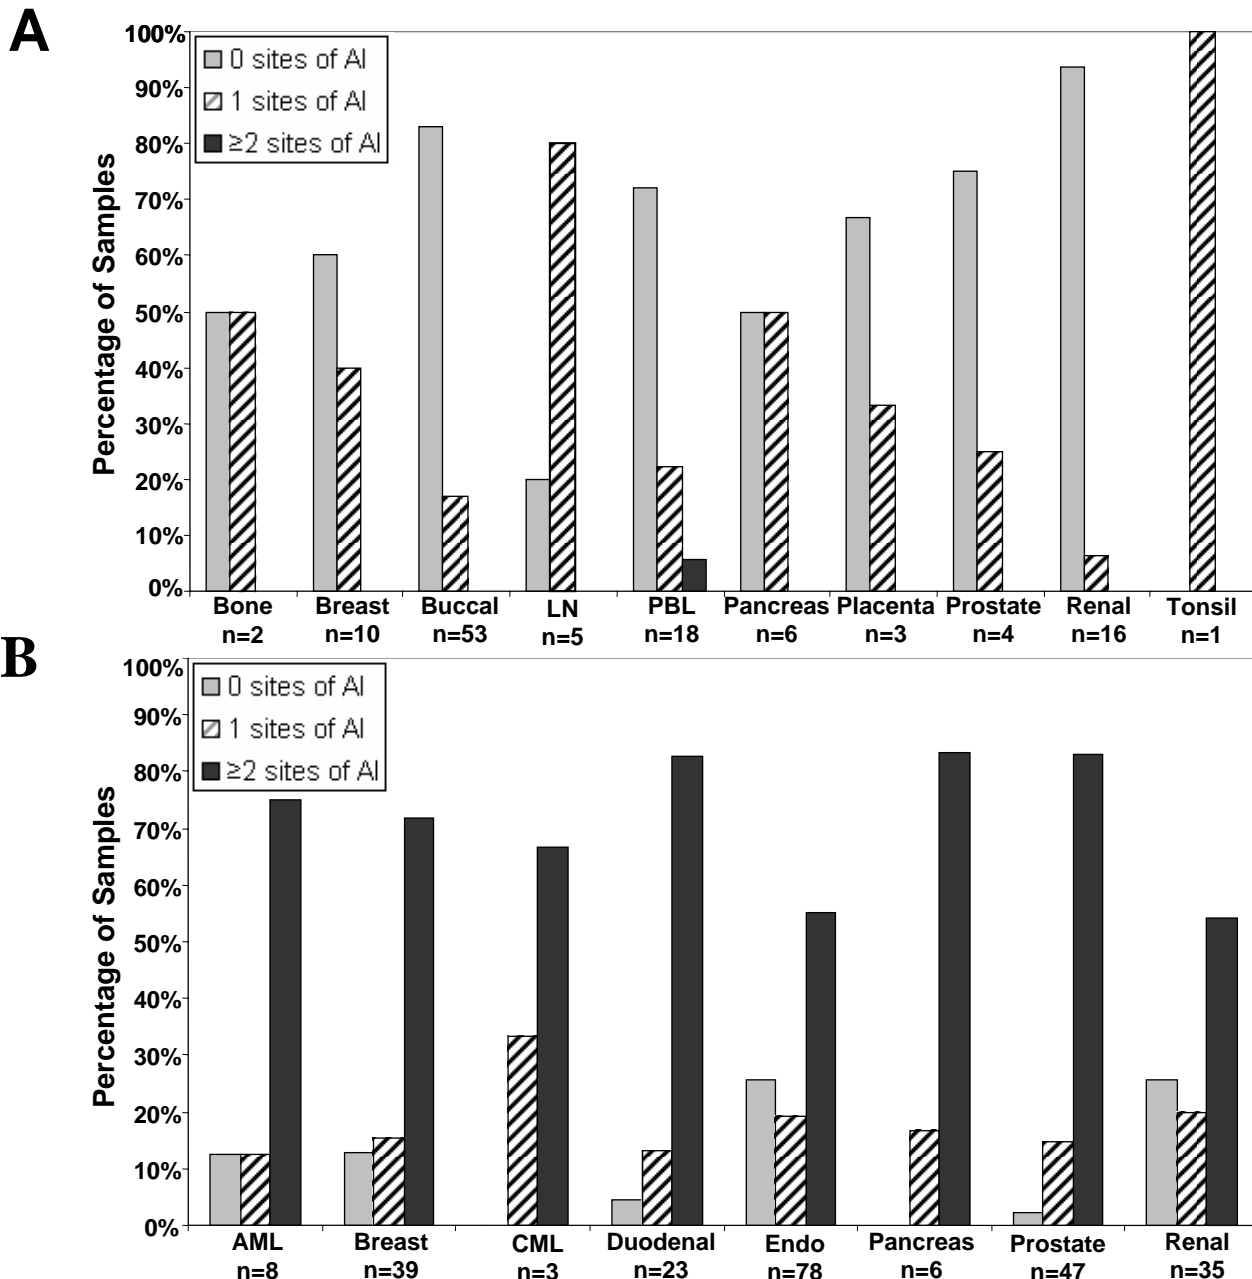 A
Percentage of Samples
100%
90%
80%
70%
60%
50%
40%
30%
20%
10%
0%
0 sites of AI
1 sites of AI
≥2 sites of AI
Bone Breast Buccal LN PBL Pancreas Placenta Prostate Renal Tonsil
n=2 n=10 n=53 n=5 n=18 n=6 n=3 n=4 n=16 n=1
B
Percentage of Samples
100%
90%
80%
70%
60%
50%
40%
30%
20%
10%
0%
0 sites of AI
1 sites of AI
≥2 sites of AI
AML Breast CML Duodenal Endo Pancreas Prostate Renal
n=8 n=39 n=3 n=23 n=78 n=6 n=47 n=35